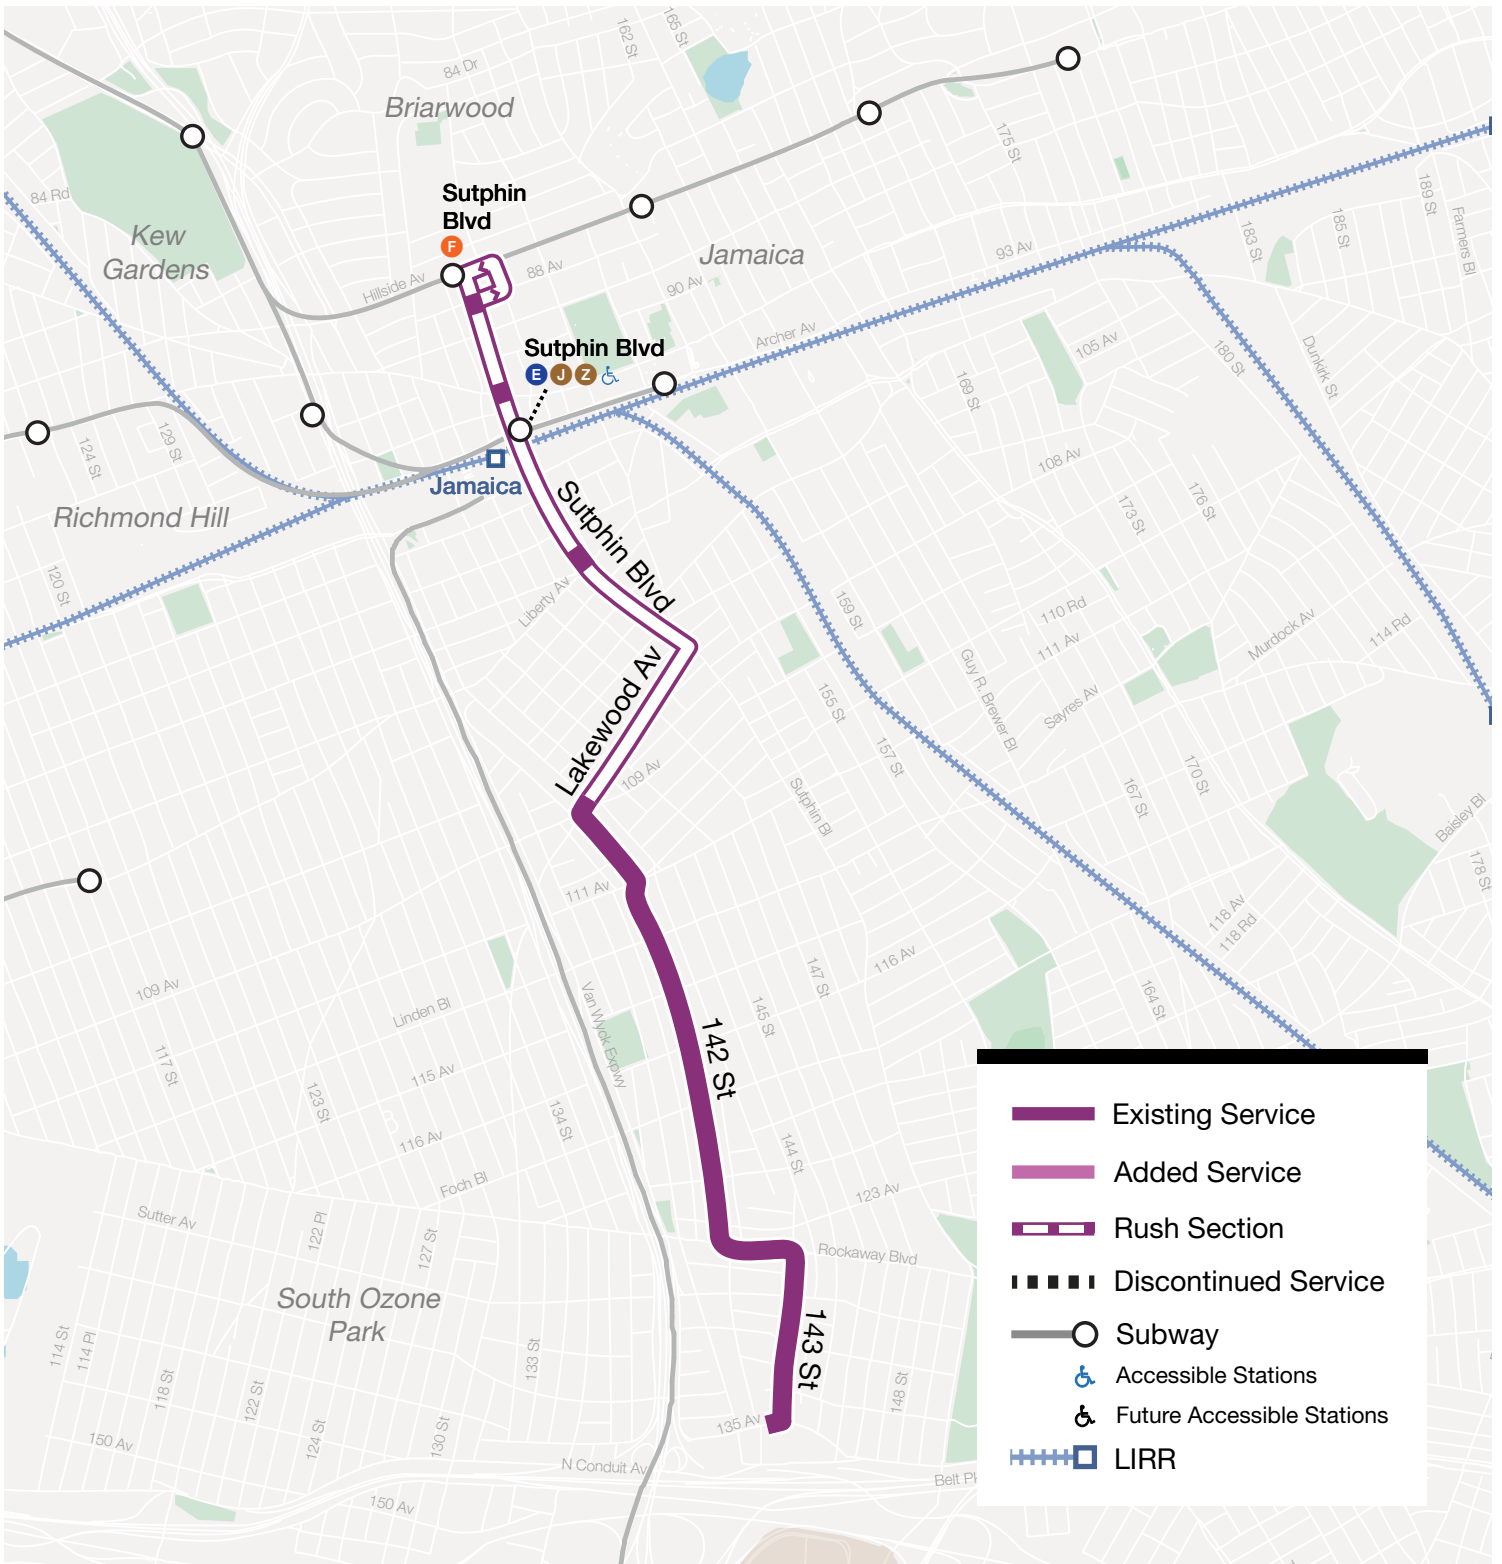 162 St
165 St
84 Dr
Briarwood
175 St
84 Rd
Sutphin
Blvd
F
Kew
Gardens
Jamaica
189 St
185 St
183 St
Farmers Bl
93 Av
88 Av
90 Av
Hillside Av
Archer Av
Sutphin Blvd
E J Z
105 Av
180 St
Dunkirk St
169 St
124 St
129 St
108 Av
Jamaica
Richmond Hill
Sutphin Blvd
173 St
176 St
120 St
Liberty Av
159 St
110 Rd
111 Av
Murdock Av
114 Rd
Lakewood Av
Guy R. Brewer Bl
Sayres Av
155 St
157 St
109 Av
Sutphin Bl
167 St
170 St
Baisley Bl
178 St
111 Av
118 Av
118 Rd
116 Av
147 St
145 St
164 St
109 Av
Linden Bl
Van Wyck Expwy
142 St
117 St
115 Av
123 St
134 St
116 Av
144 St
Foch Bl
123 Av
Sutter Av
122 Pl
127 St
Rockaway Blvd
South Ozone
Park
143 St
114 St
114 Pl
133 St
118 St
122 St
148 St
135 Av
124 St
130 St
150 Av
N Conduit Av
Belt Pk
150 Av
Existing Service
Added Service
Rush Section
Discontinued Service
Subway
Accessible Stations
Future Accessible Stations
LIRR